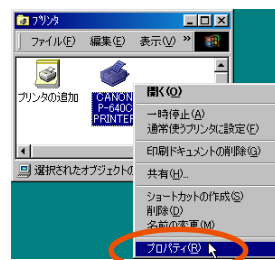 プリンタ
ファイル(F) 編集(E) 表示(V) »
プリンタの追加
CANON
P-640C
PRINTER
選択されたオブジェクトの
開く(O)
一時停止(A)
通常使うプリンタに設定(F)
印刷ドキュメントの削除(G)
共有(H)...
ショートカットの作成(S)
削除(D)
名前の変更(M)
プロパティ(R)